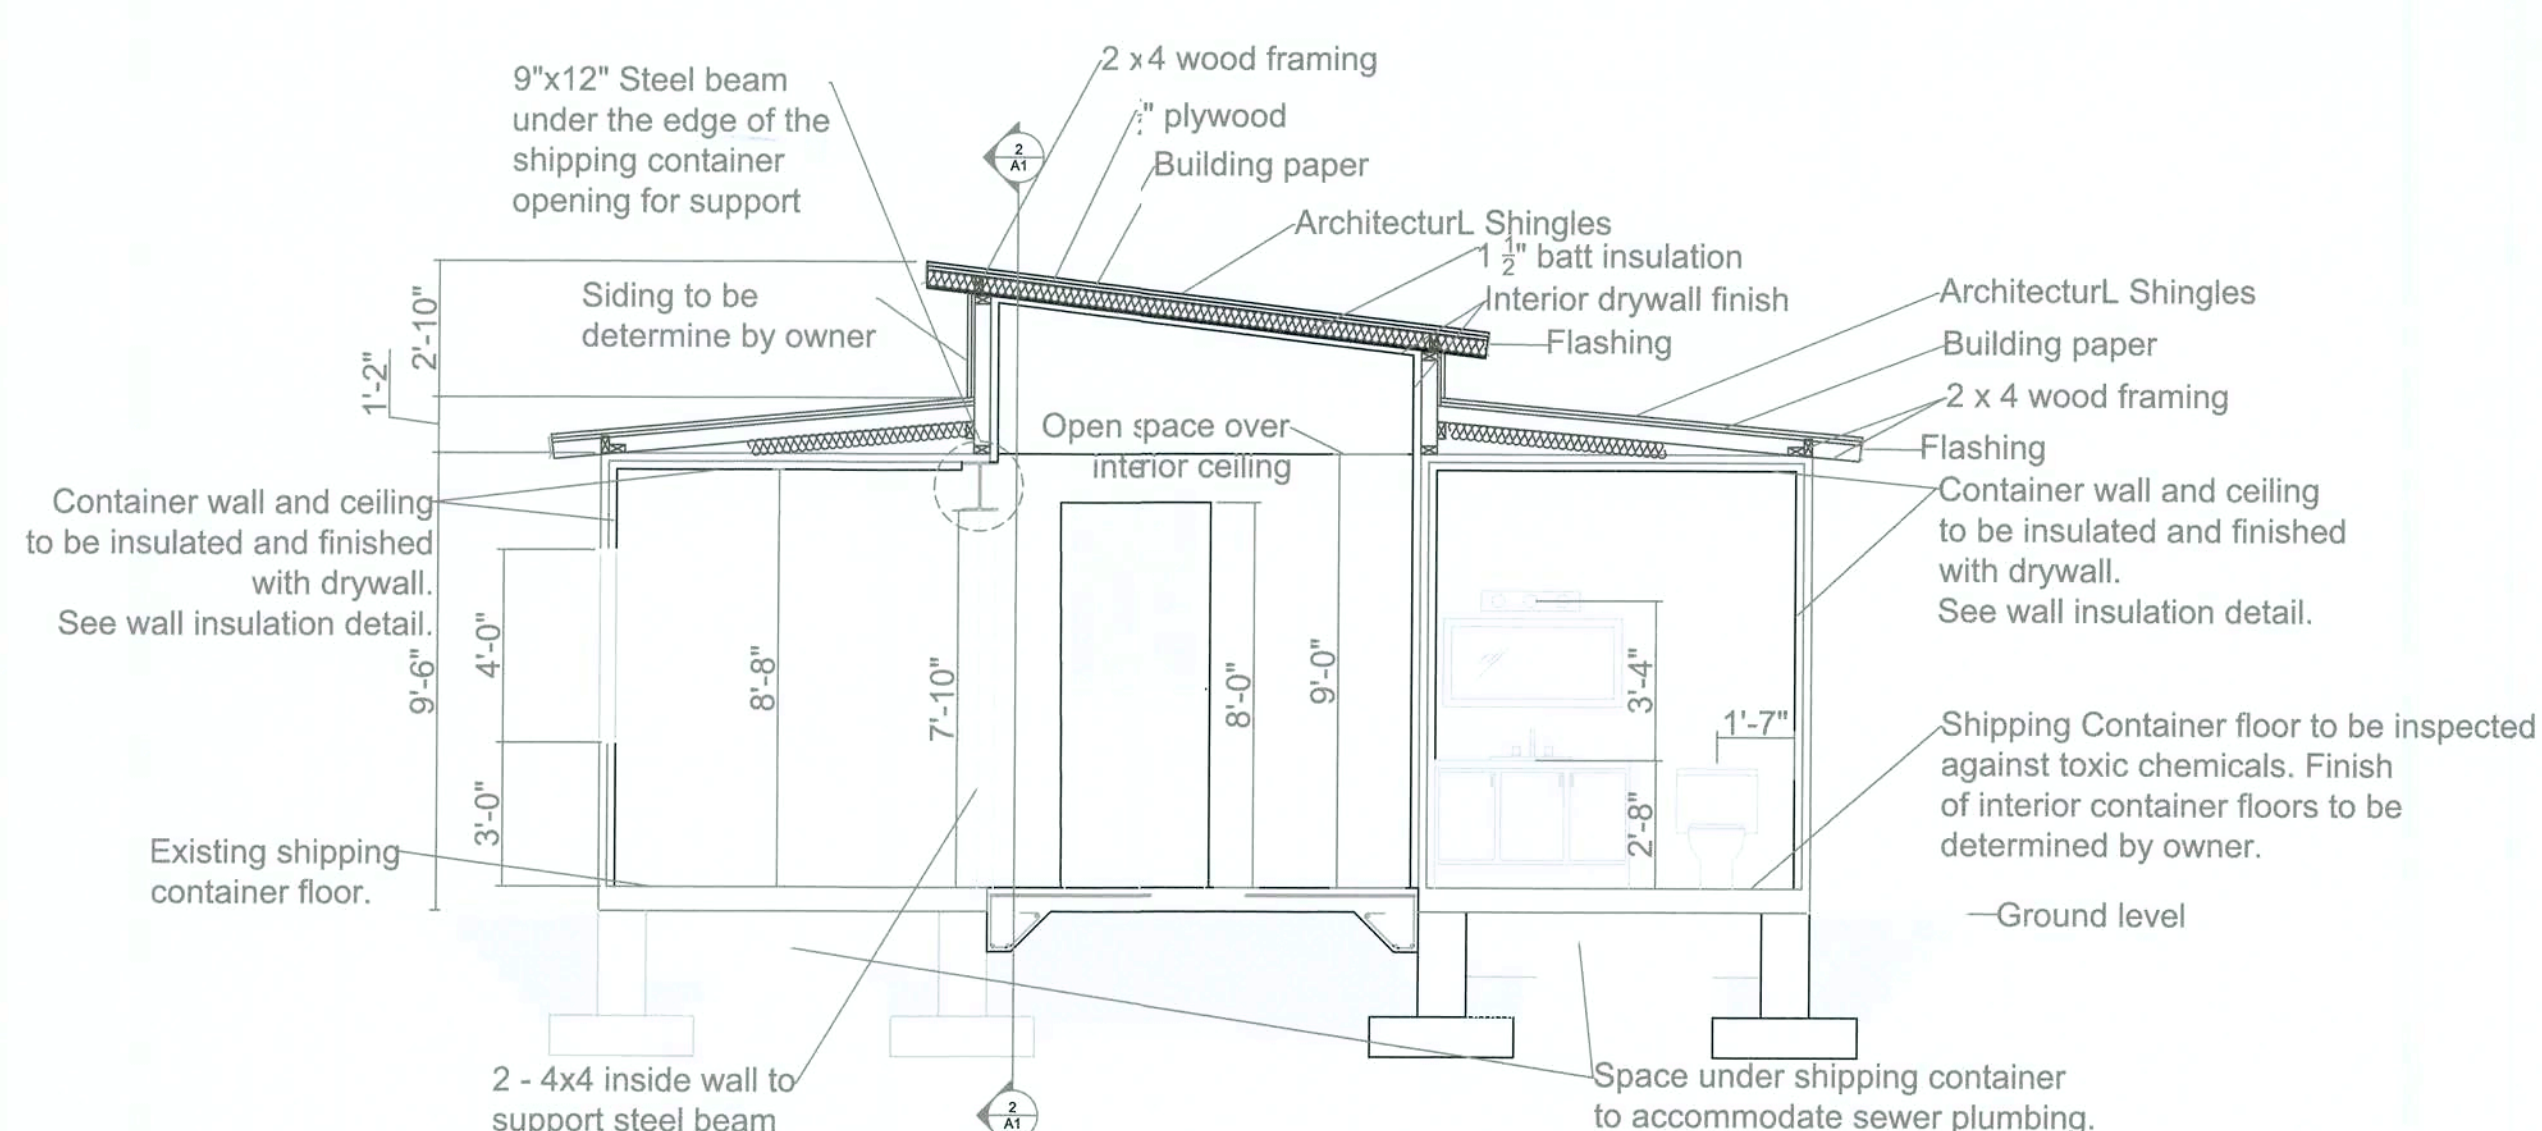 9"x12" Steel beam
under the edge of the
shipping container
opening for support
2 x 4 wood framing
" plywood
Building paper
2
A1
ArchitecturL Shingles
1 1/2" batt insulation
Interior drywall finish
Flashing
Siding to be
determine by owner
ArchitecturL Shingles
Building paper
2 x 4 wood framing
Flashing
2'-10"
1'-2"
9'-6"
Open space over
interior ceiling
Container wall and ceiling
to be insulated and finished
with drywall.
See wall insulation detail.
Container wall and ceiling
to be insulated and finished
with drywall.
See wall insulation detail.
4'-0"
3'-0"
8'-8"
7'-10"
8'-0"
9'-0"
3'-4"
2'-8"
1'-7"
Shipping Container floor to be inspected
against toxic chemicals. Finish
of interior container floors to be
determined by owner.
Existing shipping
container floor.
Ground level
2 - 4x4 inside wall to
support steel beam
2
A1
Space under shipping container
to accommodate sewer plumbing.